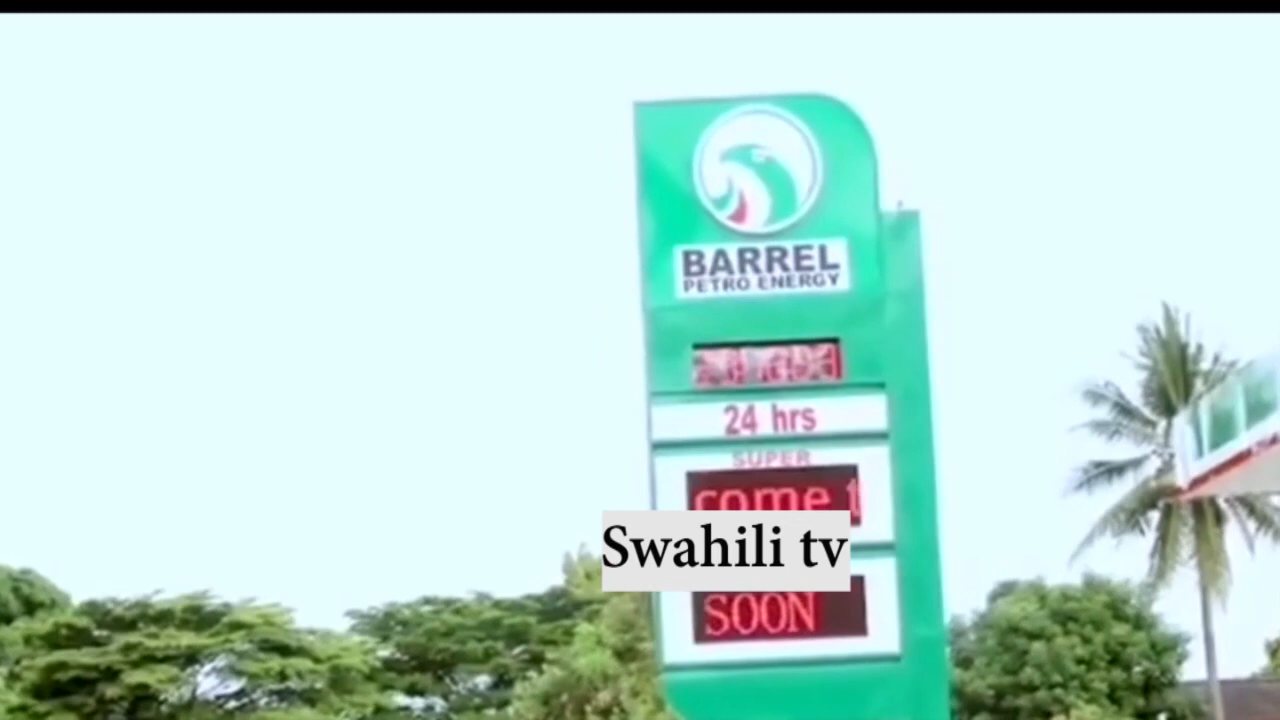 BARREL
PETRO ENERGY
24 hrs
SUPER
come t
Swahili tv
SOON